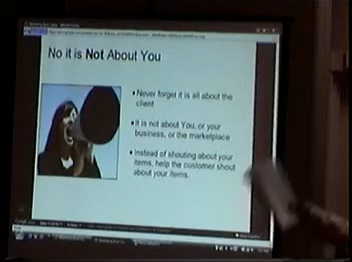 No it is Not About You
• Never forget it is all about the
client
• It is not about You, or your
business, or the marketplace
• Instead of shouting about your
items, help the customer shout
about your items.